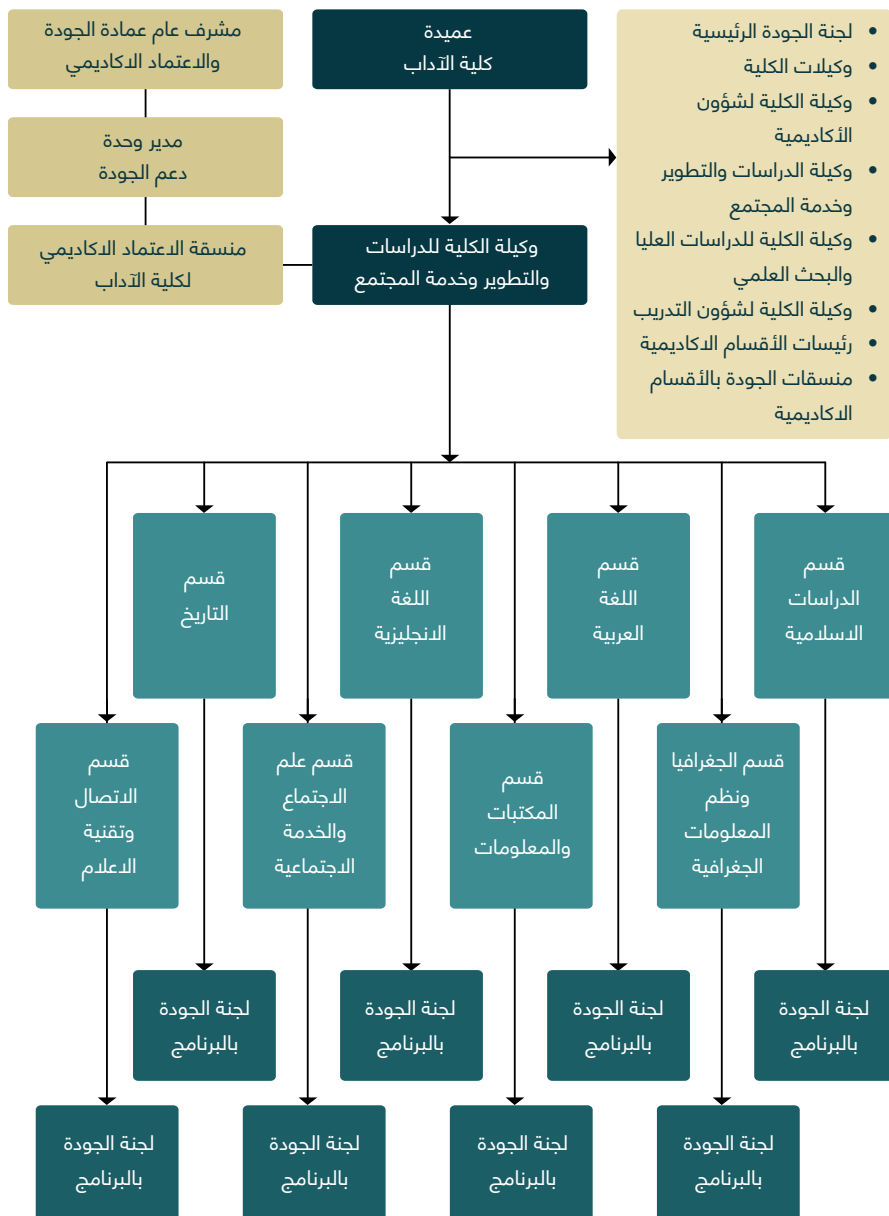 عميدة
كلية الآداب
مشرف عام عمادة الجودة
والاعتماد الاكاديمي
مدير وحدة
دعم الجودة
منسقة الاعتماد الاكاديمي
لكلية الآداب
وكيلة الكلية للدراسات
والتطوير وخدمة المجتمع
• لجنة الجودة الرئيسية
• وكيلات الكلية
• وكيلة الكلية لشؤون
الأكاديمية
• وكيلة الدراسات والتطوير
وخدمة المجتمع
• وكيلة الكلية للدراسات العليا
والبحث العلمي
• وكيلة الكلية لشؤون التدريب
• رئيسات الأقسام الاكاديمية
• منسقات الجودة بالأقسام
الاكاديمية
قسم
الدراسات
الاسلامية
قسم
اللغة
العربية
قسم
اللغة
الانجليزية
قسم
التاريخ
قسم الجغرافيا
ونظم
المعلومات
الجغرافية
قسم
المكتبات
والمعلومات
قسم علم
الاجتماع
والخدمة
الاجتماعية
قسم
الاتصال
وتقنية
الاعلام
لجنة الجودة
بالبرنامج
لجنة الجودة
بالبرنامج
لجنة الجودة
بالبرنامج
لجنة الجودة
بالبرنامج
لجنة الجودة
بالبرنامج
لجنة الجودة
بالبرنامج
لجنة الجودة
بالبرنامج
لجنة الجودة
بالبرنامج